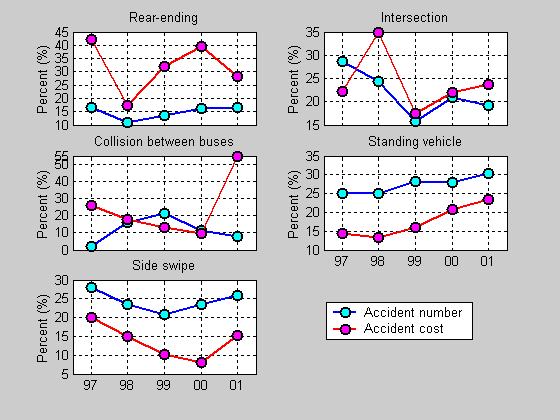 Rear-ending
Percent (%)
45
40
35
30
25
20
15
10
Intersection
Percent (%)
35
30
25
20
15
Collision between buses
Percent (%)
55
50
40
30
20
10
0
Standing vehicle
Percent (%)
35
30
25
20
15
10
97 98 99 00 01
Side swipe
Percent (%)
30
25
20
15
10
5
97 98 99 00 01
Accident number
Accident cost